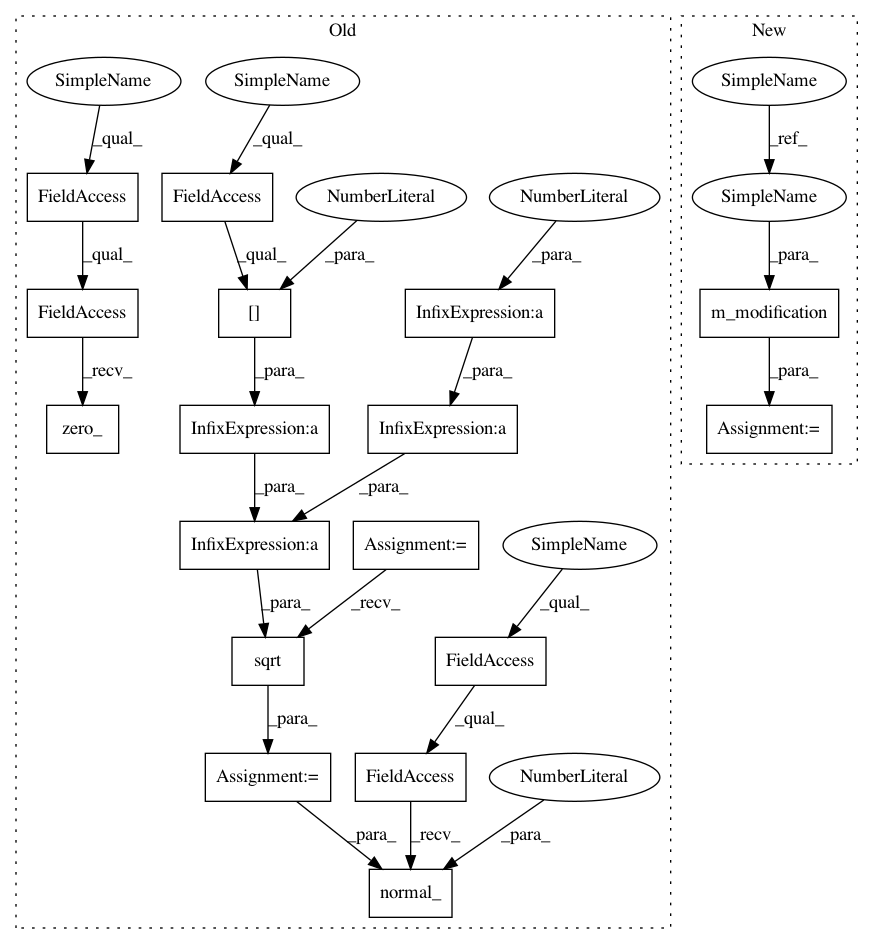 Old
New
SimpleName
SimpleName
SimpleName
_qual_
_qual_
_ref_
FieldAccess
FieldAccess
NumberLiteral
NumberLiteral
SimpleName
_qual_
_qual_
_para_
_para_
_para_
FieldAccess
[]
InfixExpression:a
m_modification
_recv_
_para_
_para_
_para_
zero_
InfixExpression:a
InfixExpression:a
Assignment:=
_para_
_para_
InfixExpression:a
Assignment:=
SimpleName
_para_
_recv_
_qual_
sqrt
FieldAccess
_para_
_qual_
Assignment:=
FieldAccess
NumberLiteral
_para_
_recv_
_para_
normal_